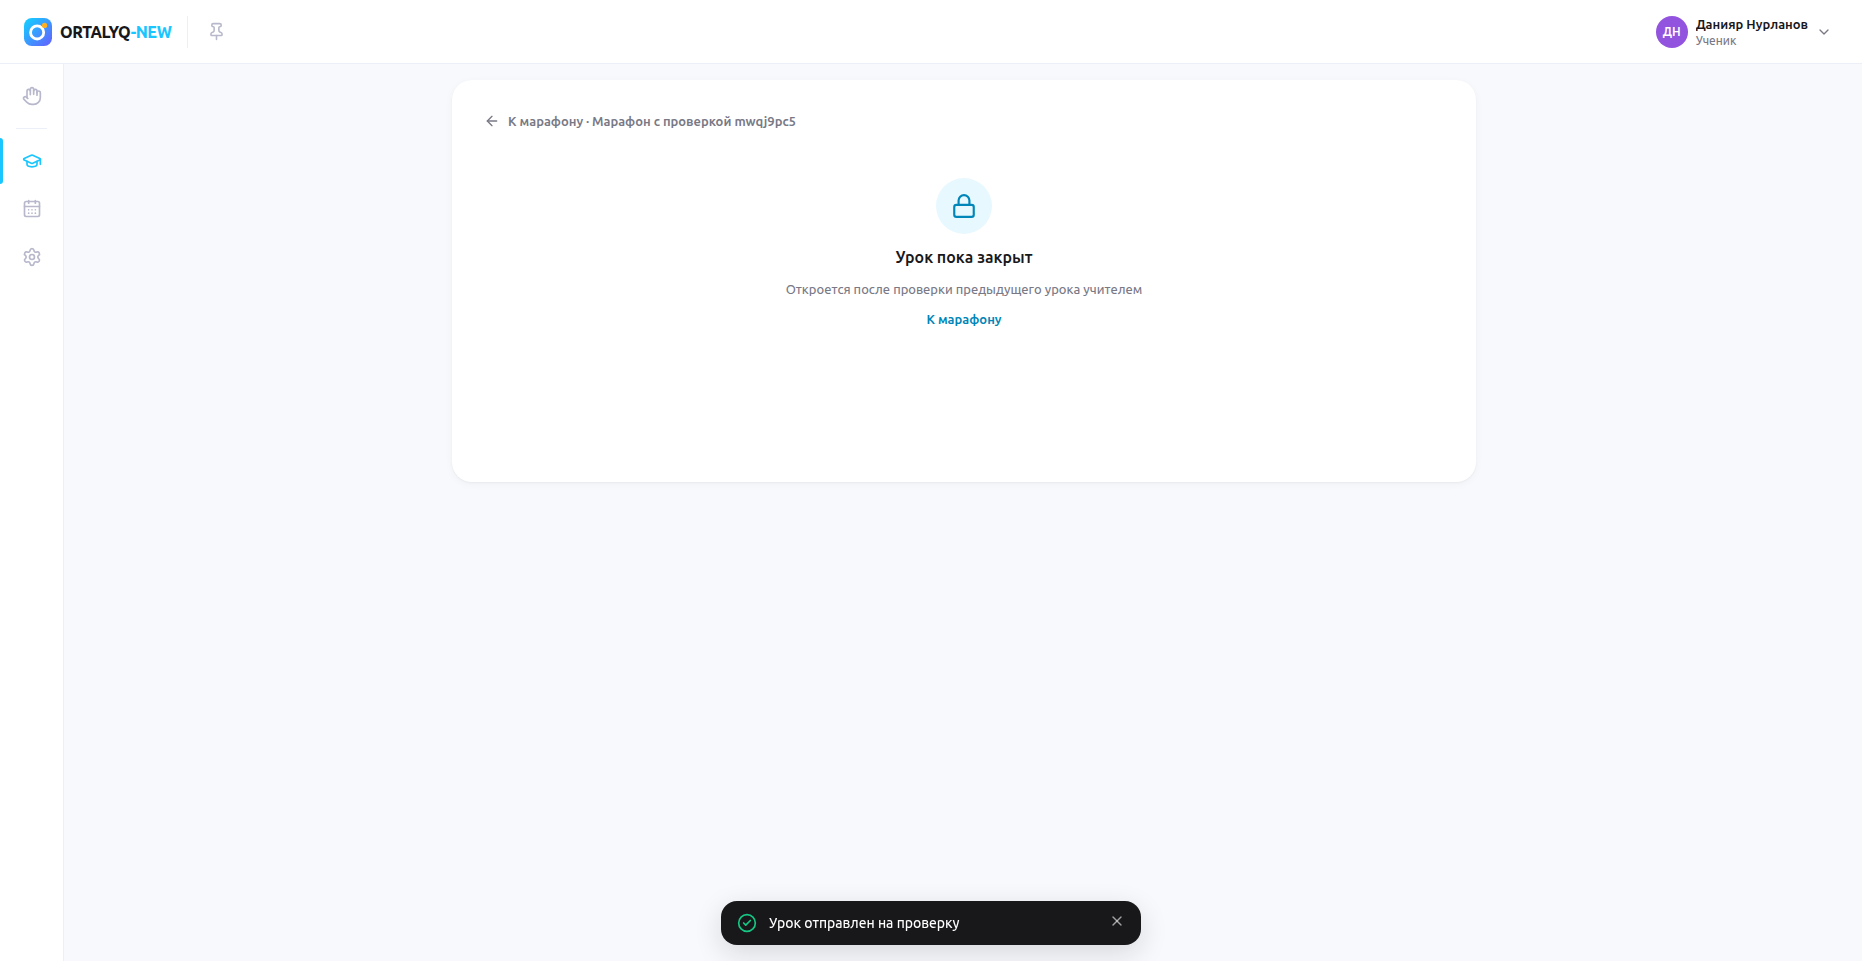 ORTALYQ-NEW
ДН
Данияр Нурланов
Ученик
К марафону · Марафон с проверкой mwqj9pc5
Урок пока закрыт
Откроется после проверки предыдущего урока учителем
К марафону
Урок отправлен на проверку